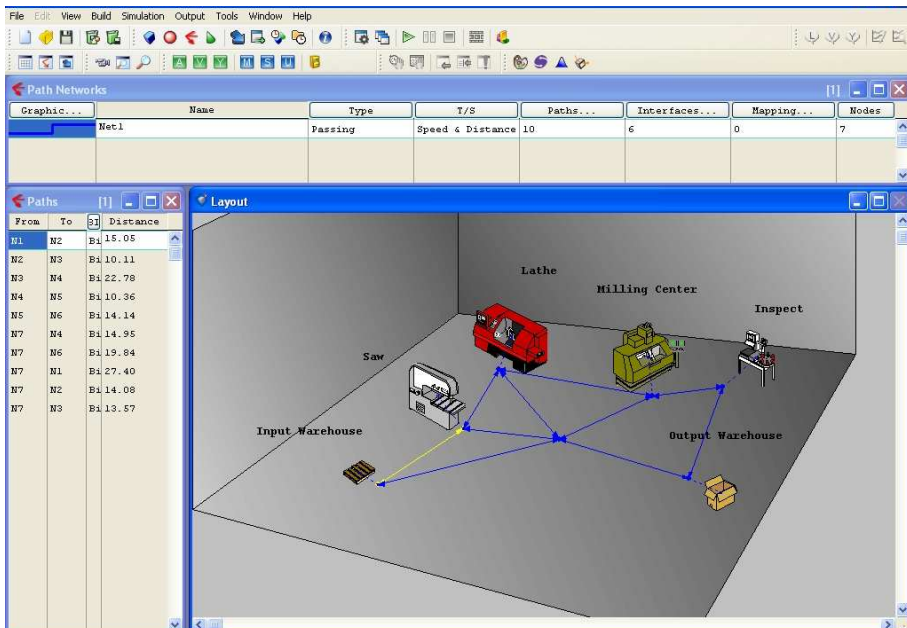 File Edit View Build Simulation Output Tools Window Help
Path Networks [1]
Graphic... Name Type T/S Paths... Interfaces... Mapping... Nodes
Net1 Passing Speed & Distance 10 6 0 7
Paths [1]
From To BI Distance
N1 N2 Bi 15.05
N2 N3 Bi 10.11
N3 N4 Bi 22.78
N4 N5 Bi 10.36
N5 N6 Bi 14.14
N7 N4 Bi 14.95
N7 N6 Bi 19.84
N7 N1 Bi 27.40
N7 N2 Bi 14.08
N7 N3 Bi 13.57
Layout
Lathe
Milling Center
Inspect
Saw
Input Warehouse
Output Warehouse